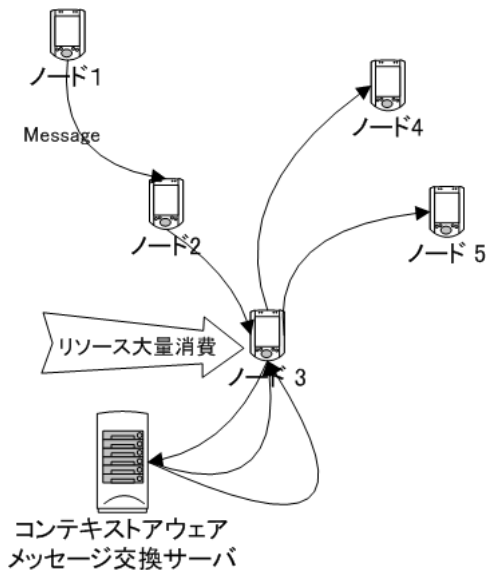 ノード1
Message
ノード4
ノード2
ノード 5
リソース大量消費
ノード 3
コンテキストアウェア
メッセージ交換サーバ